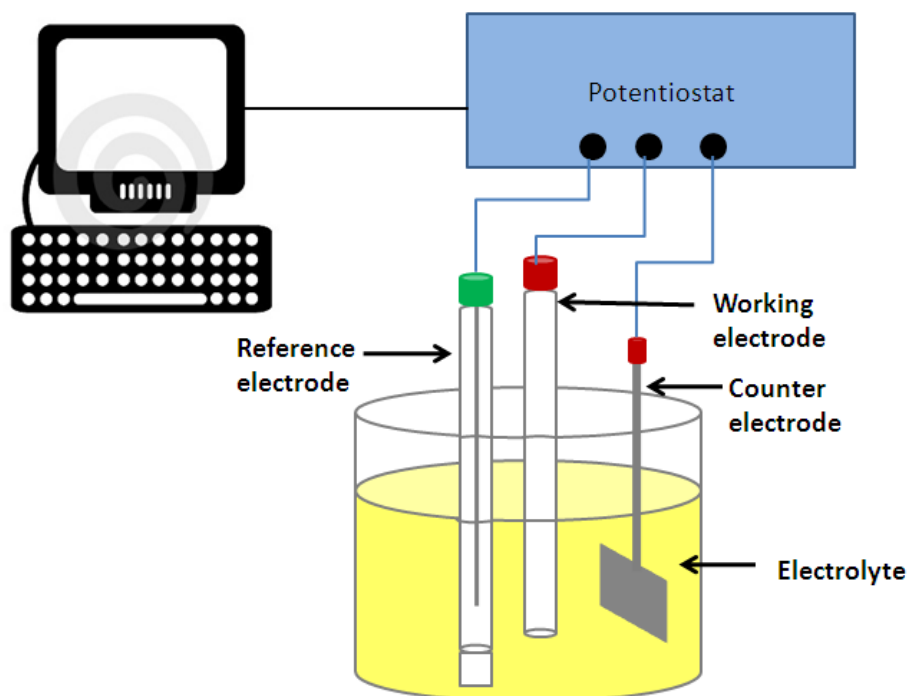 Potentiostat
Working
electrode
Reference
electrode
Counter
electrode
Electrolyte